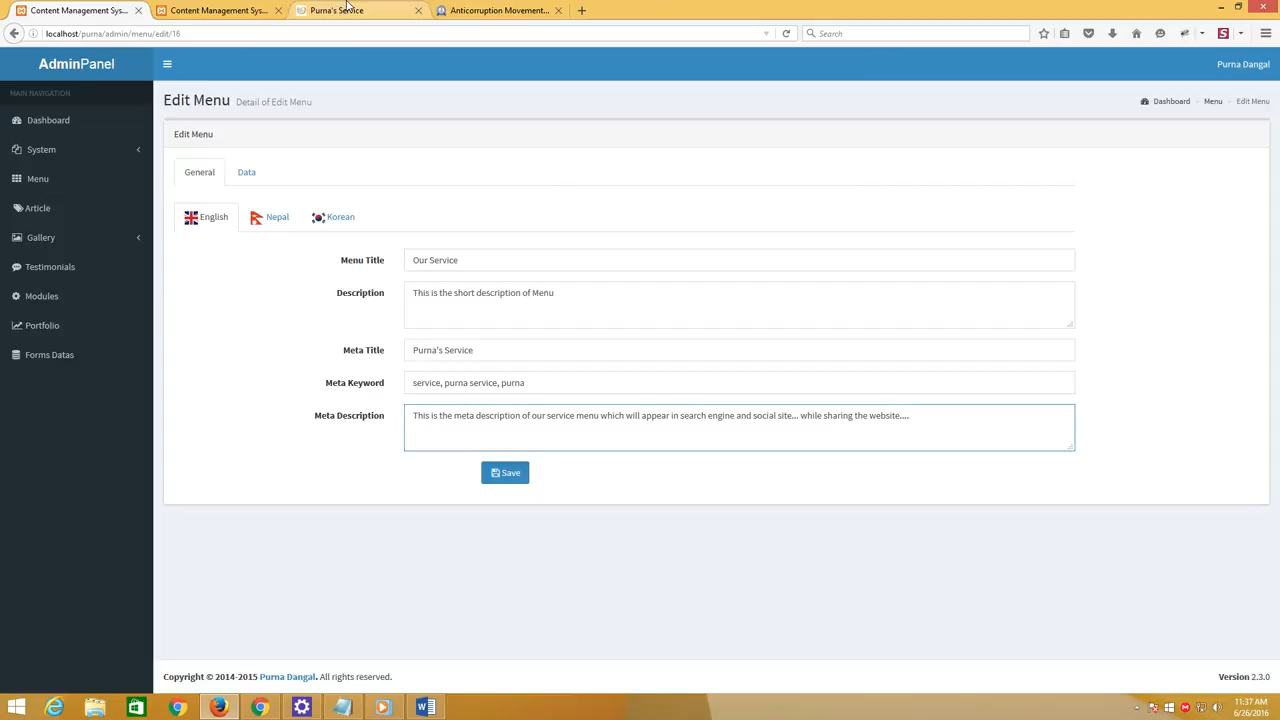 Content Management Sys...
Content Management Sys...
Purna's Service
Anticorruption Movement...
localhost/purna/admin/menu/edit/16
Search
AdminPanel
Purna Dangal
MAIN NAVIGATION
Dashboard
System
Menu
Article
Gallery
Testimonials
Modules
Portfolio
Forms Datas
Edit Menu Detail of Edit Menu
Dashboard
Menu
Edit Menu
Edit Menu
General
Data
English
Nepal
Korean
Menu Title
Our Service
Description
This is the short description of Menu
Meta Title
Purna's Service
Meta Keyword
service, purna service, purna
Meta Description
This is the meta description of our service menu which will appear in search engine and social site... while sharing the website....
Save
Copyright © 2014-2015 Purna Dangal. All rights reserved.
Version 2.3.0
11:37 AM
6/26/2016